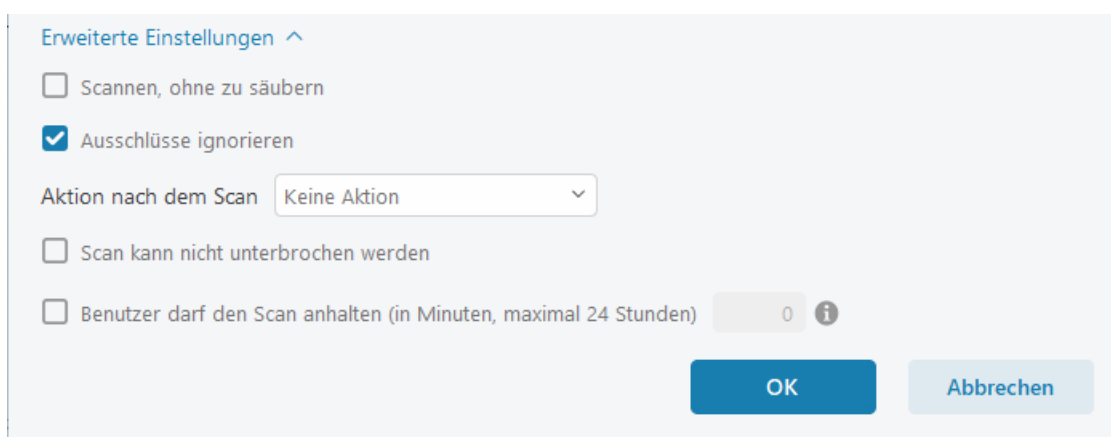 Erweiterte Einstellungen
Scannen, ohne zu säubern
Ausschlüsse ignorieren
Aktion nach dem Scan Keine Aktion
Scan kann nicht unterbrochen werden
Benutzer darf den Scan anhalten (in Minuten, maximal 24 Stunden) 0
OK Abbrechen